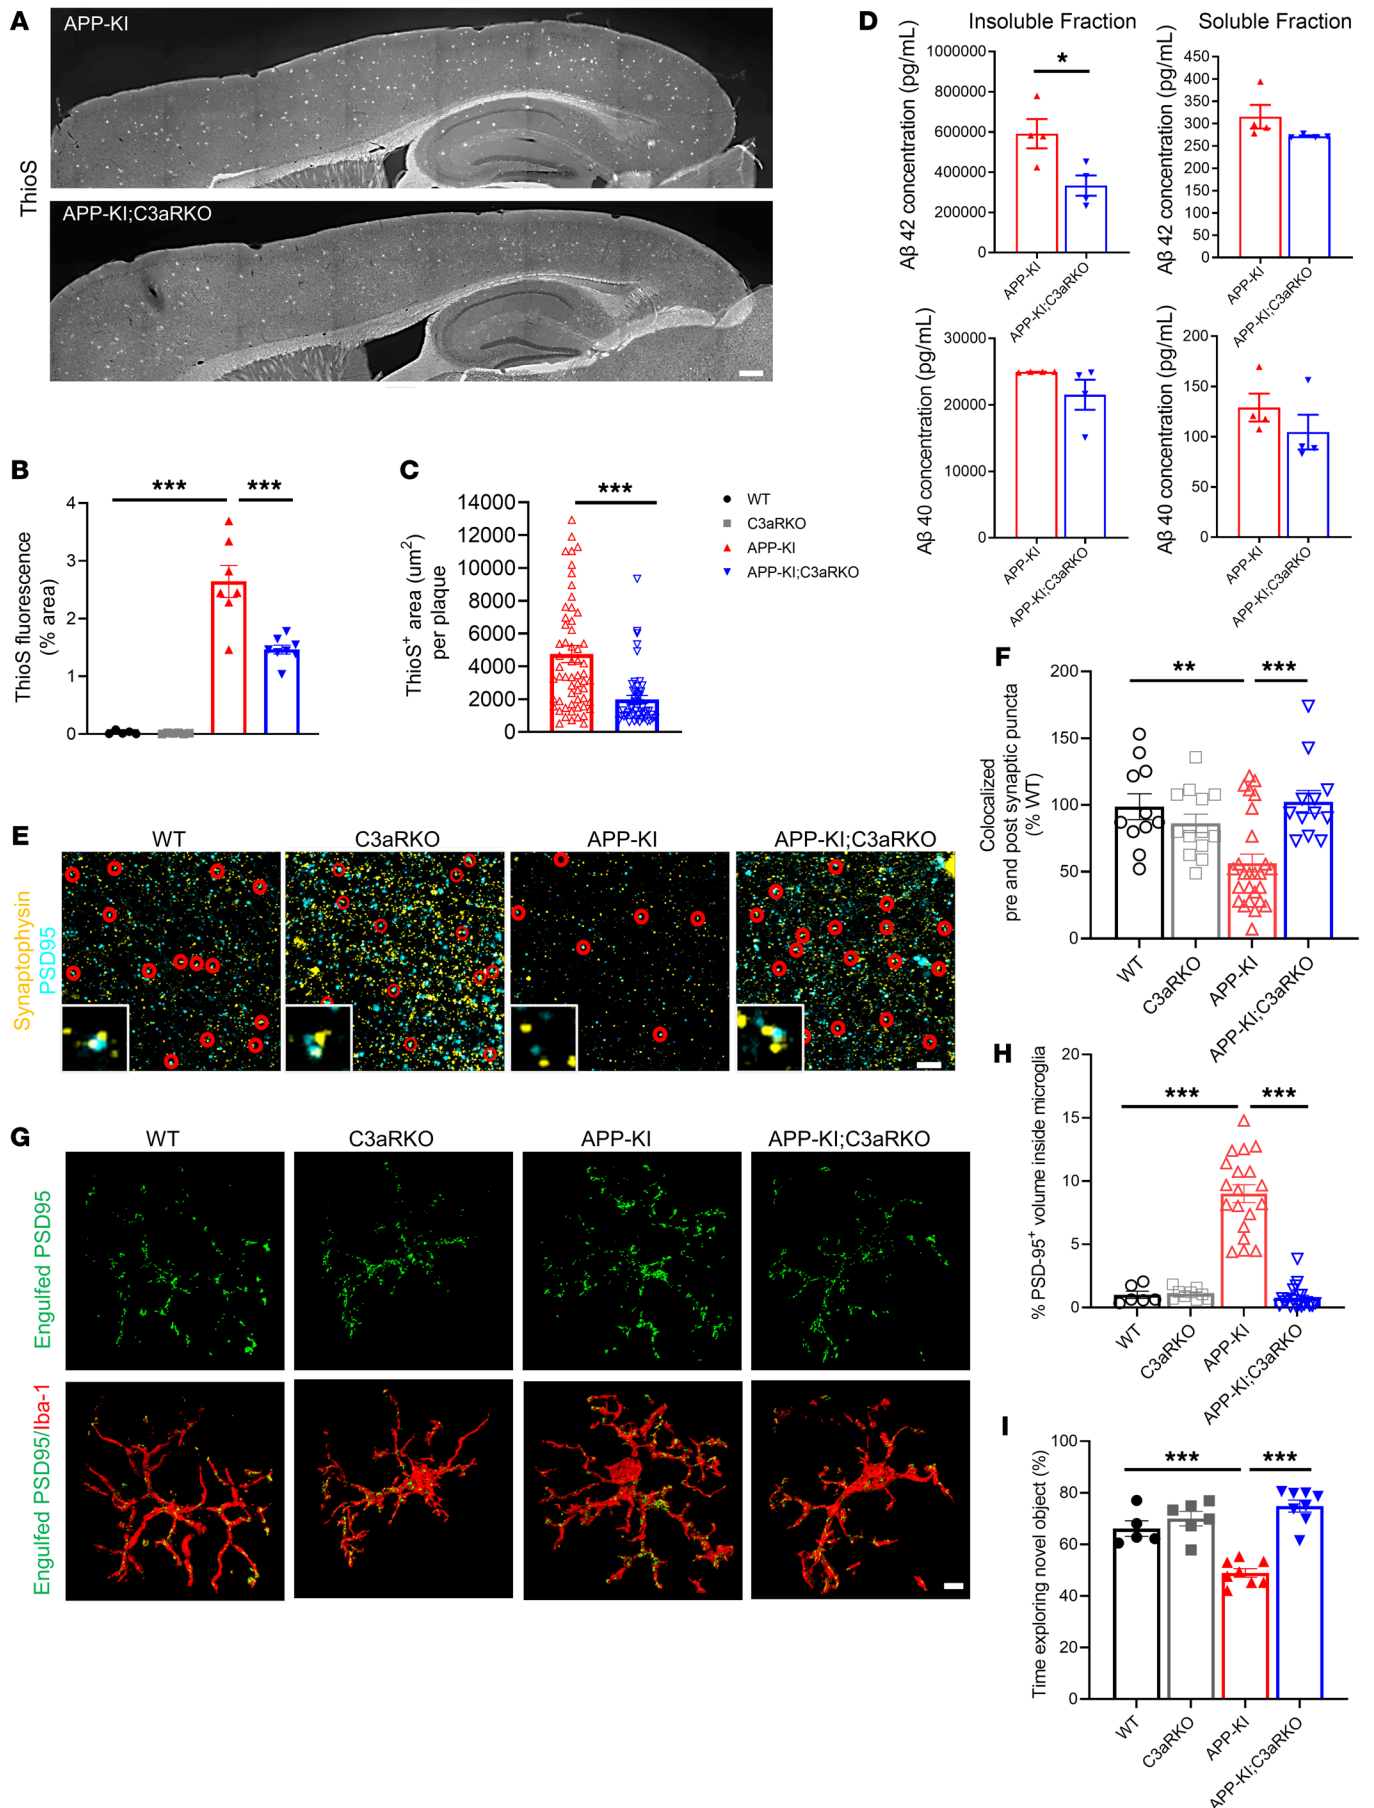 A
APP-KI
APP-KI;C3aRKO
ThioS
B
ThioS fluorescence
(% area)
4
3
2
1
0
***
***
C
ThioS+ area (um2)
per plaque
14000
12000
10000
8000
6000
4000
2000
0
***
WT
C3aRKO
APP-KI
APP-KI;C3aRKO
D
Insoluble Fraction
Soluble Fraction
Aβ 42 concentration (pg/mL)
1000000
800000
600000
400000
200000
0
*
APP-KI
APP-KI;C3aRKO
Aβ 42 concentration (pg/mL)
450
400
350
300
250
200
150
100
50
0
APP-KI
APP-KI;C3aRKO
Aβ 40 concentration (pg/mL)
30000
20000
10000
0
APP-KI
APP-KI;C3aRKO
Aβ 40 concentration (pg/mL)
200
150
100
50
0
APP-KI
APP-KI;C3aRKO
E
WT
C3aRKO
APP-KI
APP-KI;C3aRKO
Synaptophysin
PSD95
F
Colocalized
pre and post synaptic puncta
(% WT)
200
150
100
50
0
**
***
WT
C3aRKO
APP-KI
APP-KI;C3aRKO
G
WT
C3aRKO
APP-KI
APP-KI;C3aRKO
Engulfed PSD95
Engulfed PSD95/Iba-1
H
% PSD-95+ volume inside microglia
20
15
10
5
0
***
***
WT
C3aRKO
APP-KI
APP-KI;C3aRKO
I
Time exploring novel object (%)
100
80
60
40
20
0
***
***
WT
C3aRKO
APP-KI
APP-KI;C3aRKO